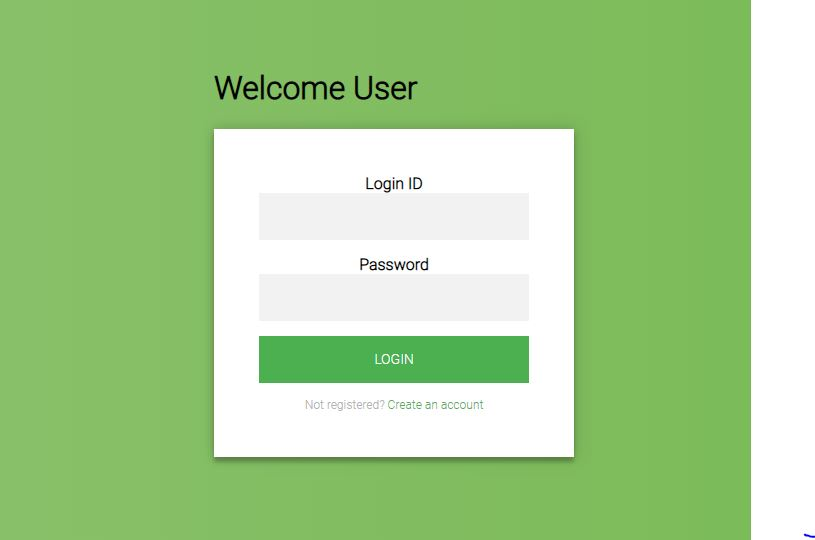 Welcome User
Login ID
Password
LOGIN
Not registered? Create an account